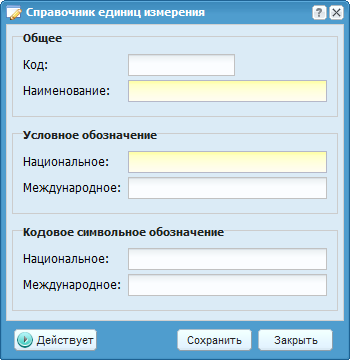 Справочник единиц измерения
Общее
Код:
Наименование:
Условное обозначение
Национальное:
Международное:
Кодовое символьное обозначение
Национальное:
Международное:
Действует Сохранить Закрыть